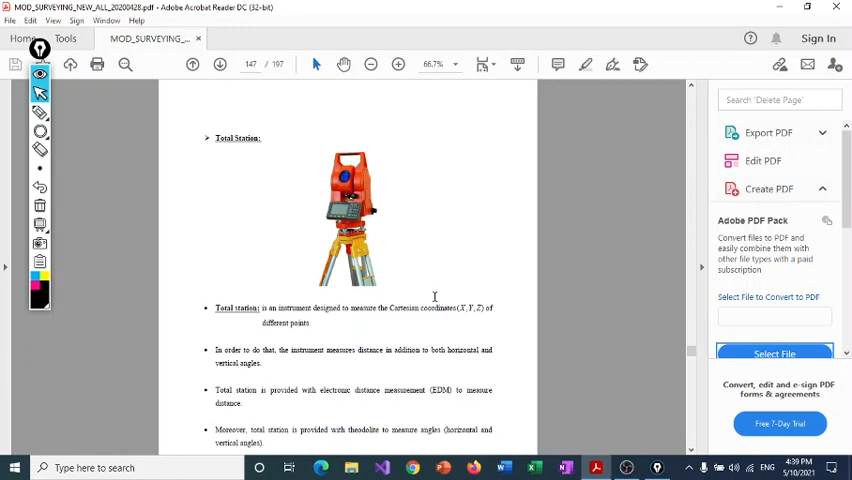 MOD_SURVEYING_NEW_ALL_20200428.pdf - Adobe Acrobat Reader DC (32-bit)
File Edit View Sign Window Help
Home Tools MOD_SURVEYING_... × Sign In
147 / 197 66.7%
Total Station:
Total station: is an instrument designed to measure the Cartesian coordinates (X, Y, Z) of
different points
In order to do that, the instrument measures distance in addition to both horizontal and
vertical angles.
Total station is provided with electronic distance measurement (EDM) to measure
distance.
Moreover, total station is provided with theodolite to measure angles (horizontal and
vertical angles).
Search 'Delete Page'
Export PDF
Edit PDF
Create PDF
Adobe PDF Pack
Convert files to PDF and
easily combine them with
other file types with a paid
subscription
Select File to Convert to PDF
Select File
Convert, edit and e-sign PDF
forms & agreements
Free 7-Day Trial
Type here to search
ENG
4:39 PM
5/10/2021